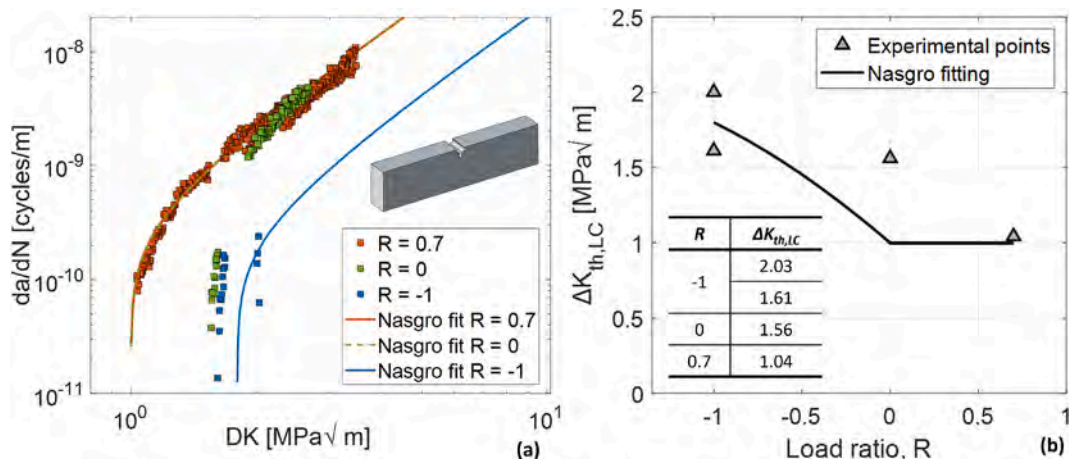 10⁻⁸
10⁻⁹
10⁻¹⁰
10⁻¹¹
da/dN [cycles/m]
R = 0.7
R = 0
R = -1
Nasgro fit R = 0.7
Nasgro fit R = 0
Nasgro fit R = -1
10⁰
10¹
DK [MPa√ m]
(a)
2.5
2
1.5
1
0.5
0
ΔK_th,LC [MPa√ m]
Experimental points
Nasgro fitting
R ΔK_th,LC
-1 2.03
1.61
0 1.56
0.7 1.04
-1 -0.5 0 0.5 1
Load ratio, R
(b)